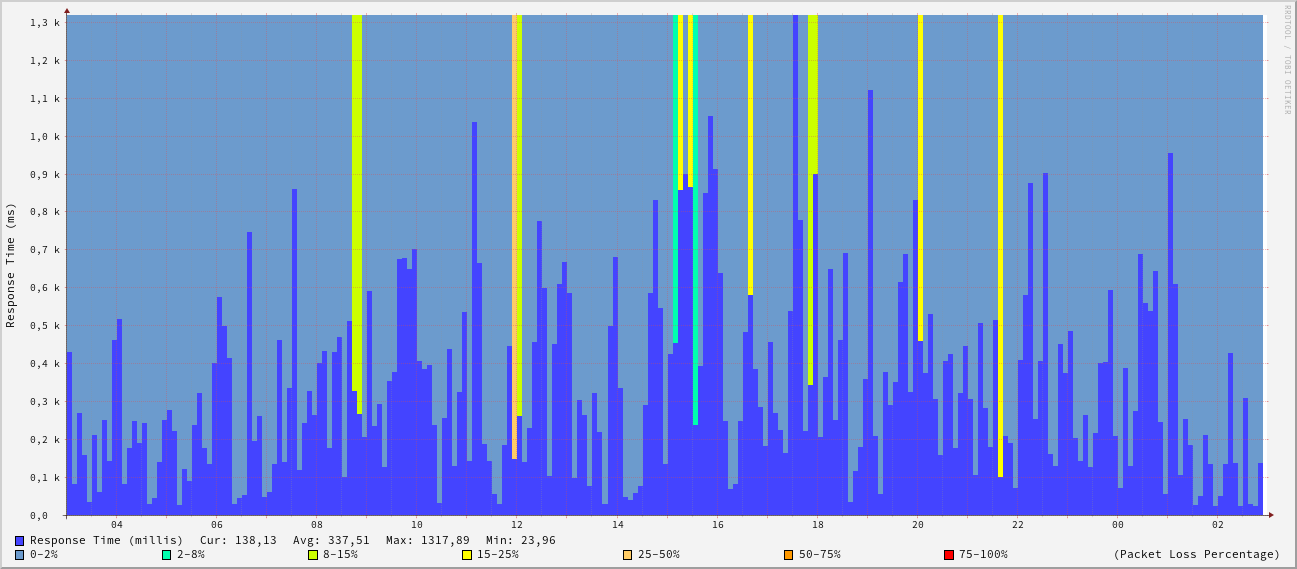 RRDTOOL / TOBI OETIKER
Response Time (ms)
1,3 k
1,2 k
1,1 k
1,0 k
0,9 k
0,8 k
0,7 k
0,6 k
0,5 k
0,4 k
0,3 k
0,2 k
0,1 k
0,0
04 06 08 10 12 14 16 18 20 22 00 02
Response Time (millis) Cur: 138,13 Avg: 337,51 Max: 1317,89 Min: 23,96
0-2% 2-8% 8-15% 15-25% 25-50% 50-75% 75-100% (Packet Loss Percentage)